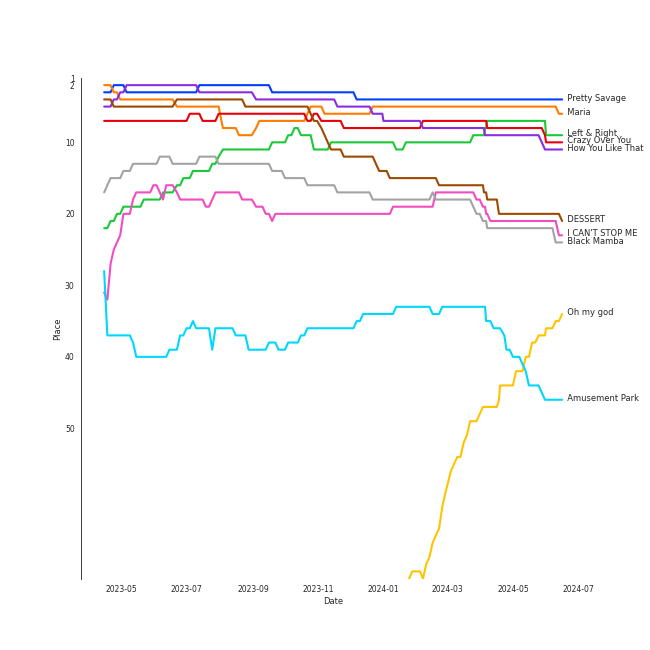 1
2
Pretty Savage
Maria
Left & Right
Crazy Over You
10
How You Like That
20
DESSERT
I CAN'T STOP ME
Black Mamba
30
Oh my god
Place
40
Amusement Park
50
2023-05 2023-07 2023-09 2023-11 2024-01 2024-03 2024-05 2024-07
Date